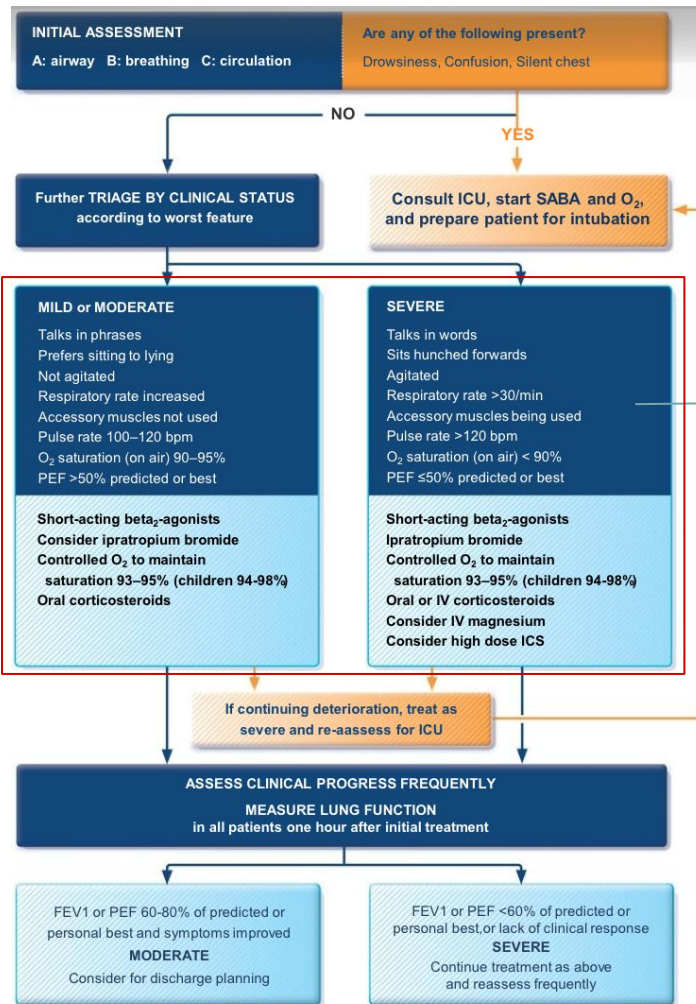 INITIAL ASSESSMENT
A: airway B: breathing C: circulation
Are any of the following present?
Drowsiness, Confusion, Silent chest
NO
YES
Further TRIAGE BY CLINICAL STATUS
according to worst feature
Consult ICU, start SABA and O₂,
and prepare patient for intubation
MILD or MODERATE
Talks in phrases
Prefers sitting to lying
Not agitated
Respiratory rate increased
Accessory muscles not used
Pulse rate 100–120 bpm
O₂ saturation (on air) 90–95%
PEF >50% predicted or best
Short-acting beta₂-agonists
Consider ipratropium bromide
Controlled O₂ to maintain
saturation 93–95% (children 94-98%)
Oral corticosteroids
SEVERE
Talks in words
Sits hunched forwards
Agitated
Respiratory rate >30/min
Accessory muscles being used
Pulse rate >120 bpm
O₂ saturation (on air) < 90%
PEF ≤50% predicted or best
Short-acting beta₂-agonists
Ipratropium bromide
Controlled O₂ to maintain
saturation 93–95% (children 94-98%)
Oral or IV corticosteroids
Consider IV magnesium
Consider high dose ICS
If continuing deterioration, treat as
severe and re-aassess for ICU
ASSESS CLINICAL PROGRESS FREQUENTLY
MEASURE LUNG FUNCTION
in all patients one hour after initial treatment
FEV1 or PEF 60-80% of predicted or
personal best and symptoms improved
MODERATE
Consider for discharge planning
FEV1 or PEF <60% of predicted or
personal best,or lack of clinical response
SEVERE
Continue treatment as above
and reassess frequently